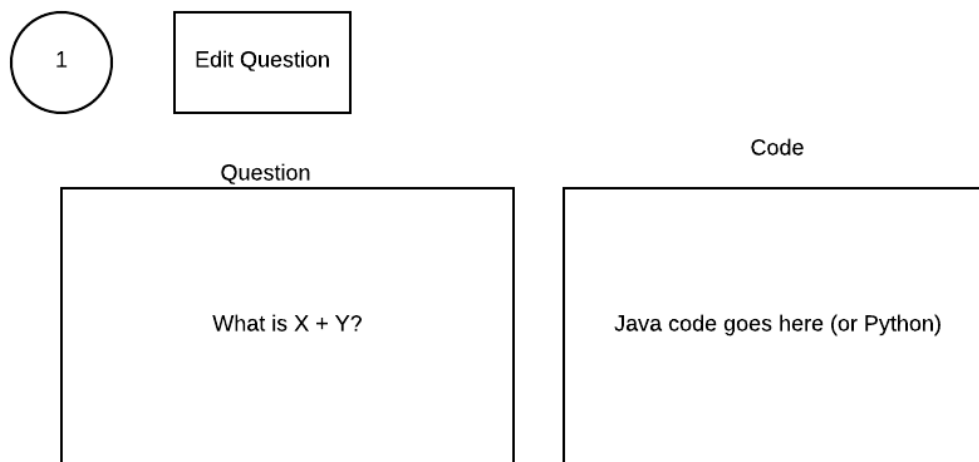 1
Edit Question
Code
Question
What is X + Y?
Java code goes here (or Python)